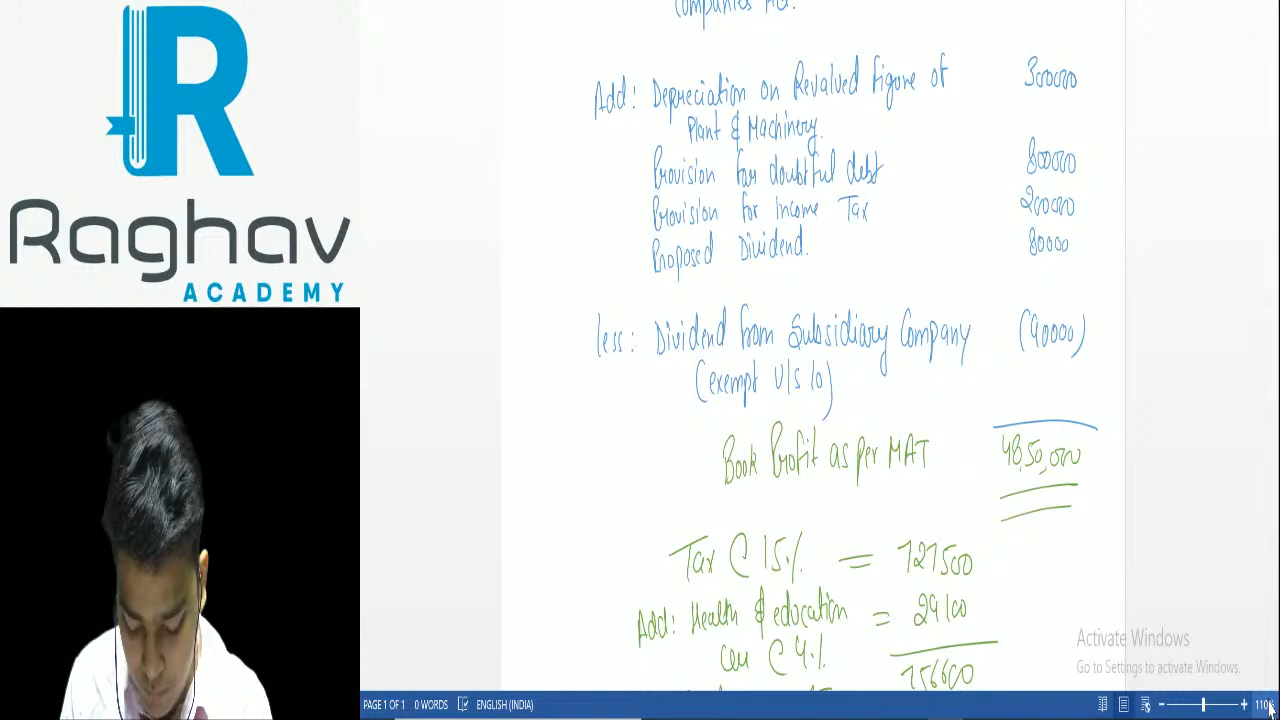 Raghav
ACADEMY
Companies Act.
Add: Depreciation on Revalued figure of 300000
Plant & Machinery.
Provision for doubtful debt 800000
Provision for Income Tax 200000
Proposed Dividend. 80000
less: Dividend from Subsidiary Company (90000)
(exempt U/s 10)
Book Profit as per MAT 48,50,000
Tax @ 15% = 727500
Add: Health & education = 29100
cess @ 4% 756600
Activate Windows
Go to Settings to activate Windows.
PAGE 1 OF 1 0 WORDS ENGLISH (INDIA) 110